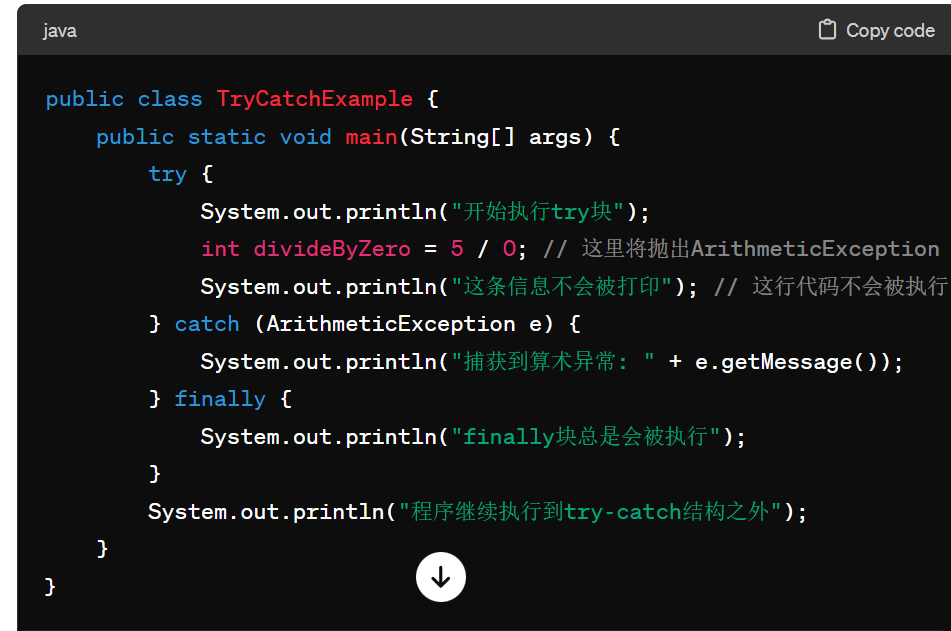 java
Copy code
public class TryCatchExample {
    public static void main(String[] args) {
        try {
            System.out.println("开始执行try块");
            int divideByZero = 5 / 0; // 这里将抛出ArithmeticException
            System.out.println("这条信息不会被打印"); // 这行代码不会被执行
        } catch (ArithmeticException e) {
            System.out.println("捕获到算术异常: " + e.getMessage());
        } finally {
            System.out.println("finally块总是会被执行");
        }
        System.out.println("程序继续执行到try-catch结构之外");
    }
}